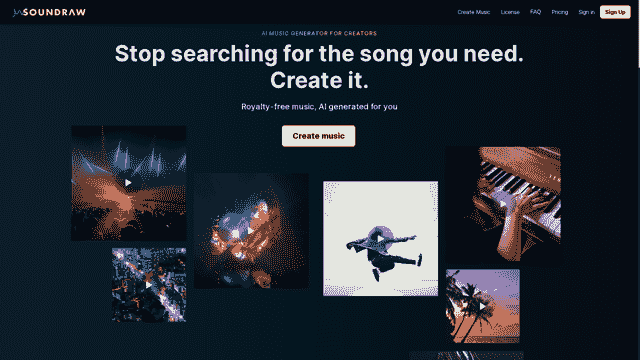 SOUNDRAW
Create Music License FAQ Pricing Sign in Sign Up
AI MUSIC GENERATOR FOR CREATORS
Stop searching for the song you need.
Create it.
Royalty-free music, AI generated for you
Create music